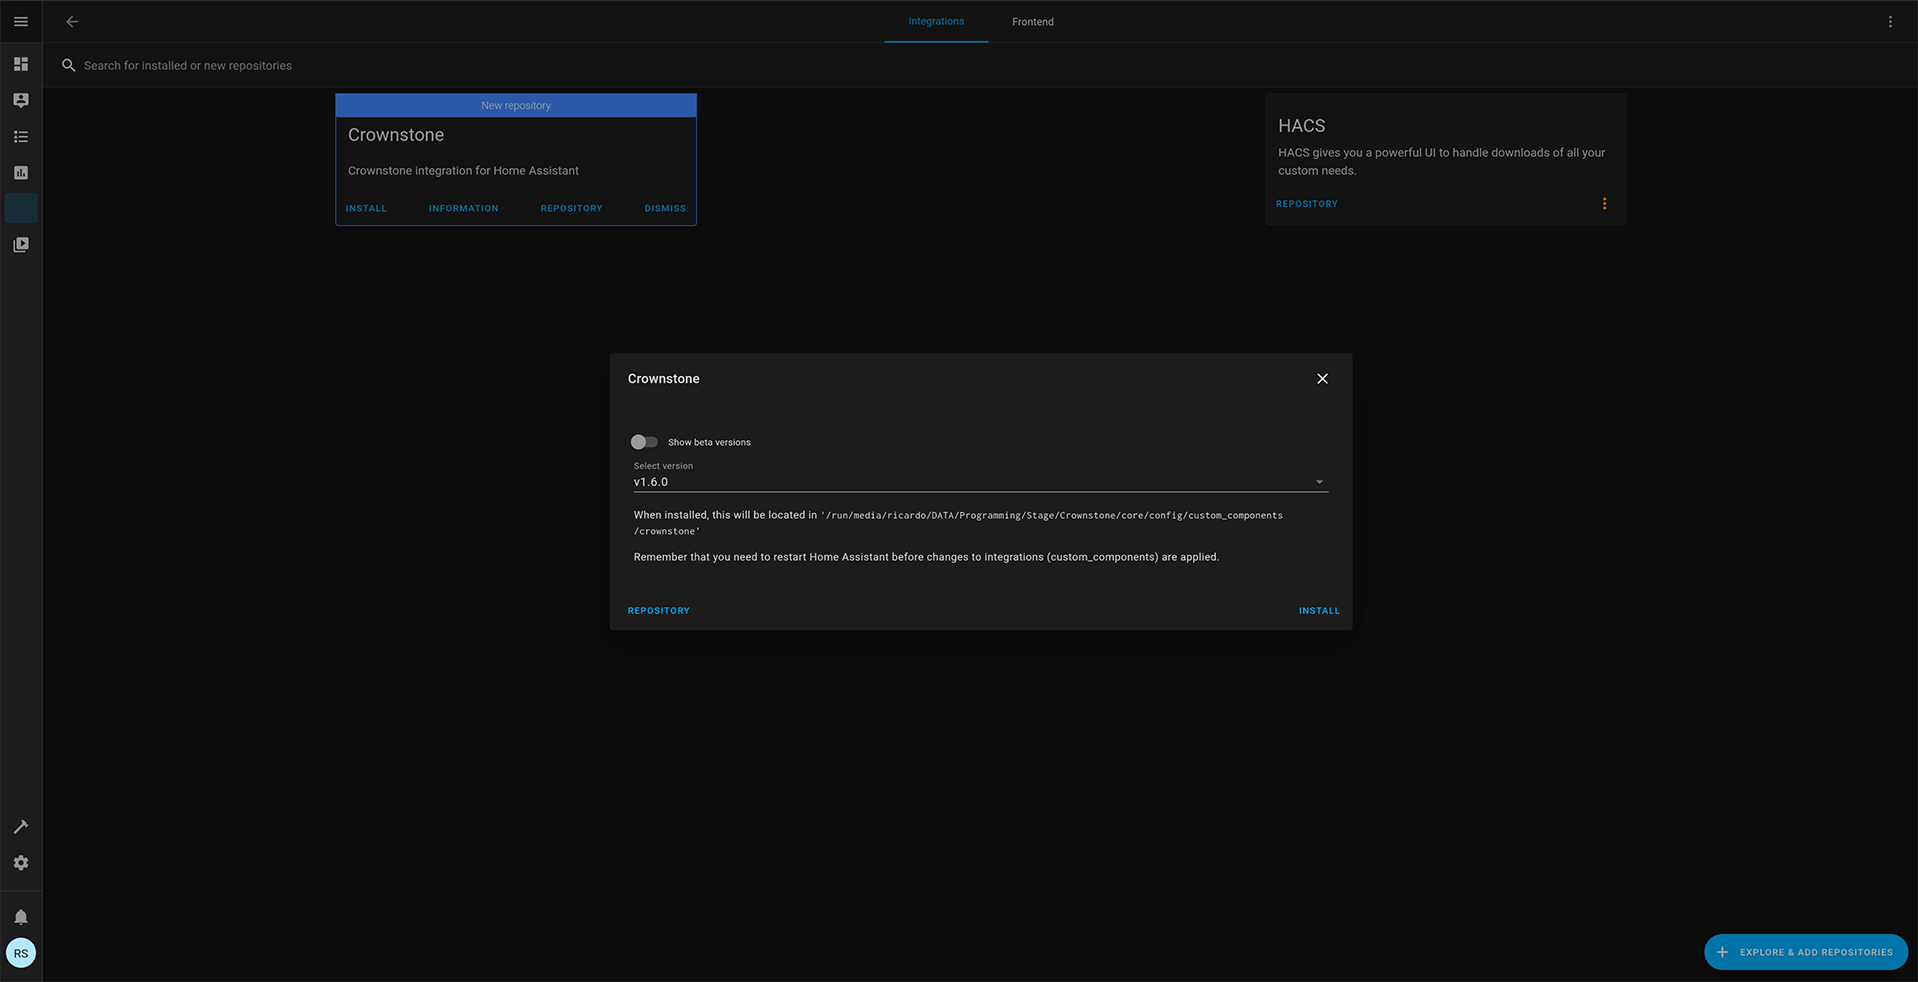 Integrations
Frontend
Search for installed or new repositories
New repository
Crownstone
Crownstone integration for Home Assistant
INSTALL INFORMATION REPOSITORY DISMISS
HACS
HACS gives you a powerful UI to handle downloads of all your
custom needs.
REPOSITORY
Crownstone
Show beta versions
Select version
v1.6.0
When installed, this will be located in '/run/media/ricardo/DATA/Programming/Stage/Crownstone/core/config/custom_components
/crownstone'
Remember that you need to restart Home Assistant before changes to integrations (custom_components) are applied.
REPOSITORY
INSTALL
RS
EXPLORE & ADD REPOSITORIES